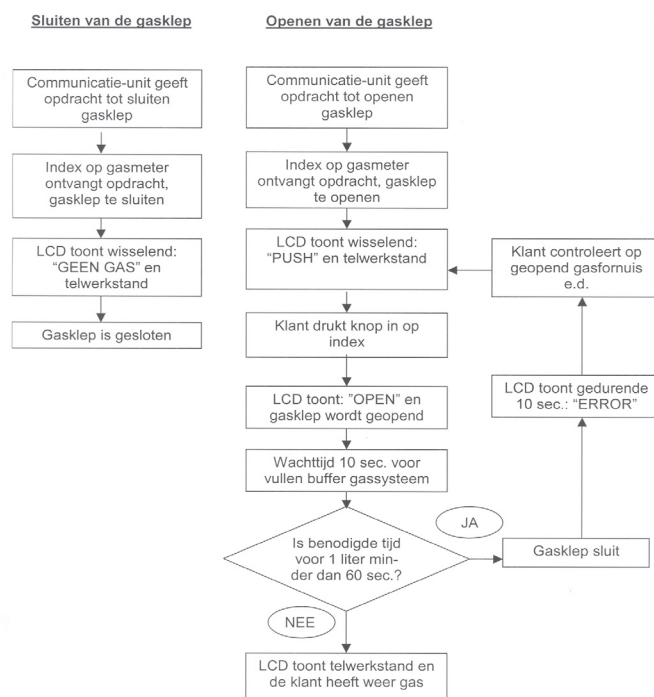 Sluiten van de gasklep
Communicatie-unit geeft
opdracht tot sluiten
gasklep
Index op gasmeter
ontvangt opdracht,
gasklep te sluiten
LCD toont wisselend:
“GEEN GAS” en
telwerkstand
Gasklep is gesloten
Openen van de gasklep
Communicatie-unit geeft
opdracht tot openen
gasklep
Index op gasmeter
ontvangt opdracht, gasklep
te openen
LCD toont wisselend:
“PUSH” en telwerkstand
Klant drukt knop in op
index
LCD toont: ”OPEN” en
gasklep wordt geopend
Wachttijd 10 sec. voor
vullen buffer gassysteem
Is benodigde tijd
voor 1 liter min-
der dan 60 sec.?
JA
Gasklep sluit
LCD toont gedurende
10 sec.: “ERROR”
Klant controleert op
geopend gasfornuis
e.d.
NEE
LCD toont telwerkstand en
de klant heeft weer gas